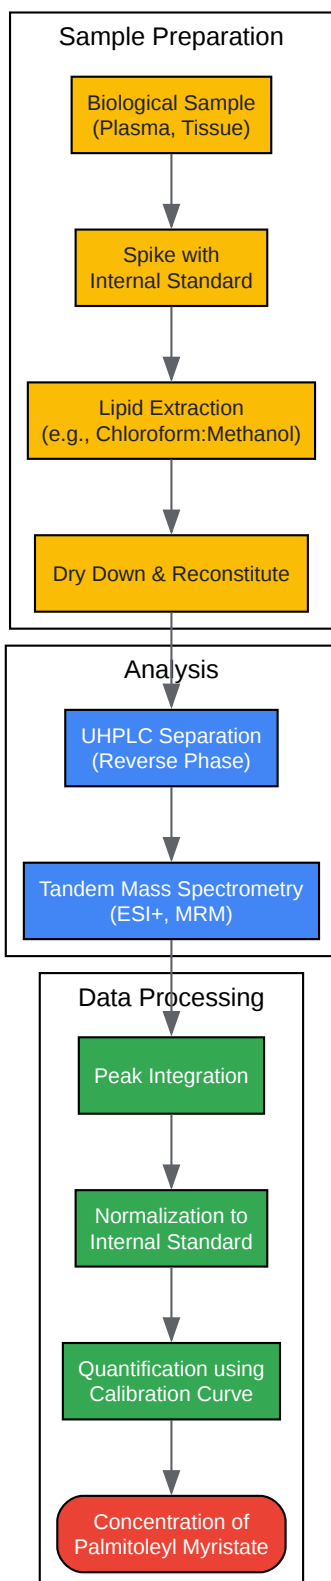 Sample Preparation
Biological Sample
(Plasma, Tissue)
Spike with
Internal Standard
Lipid Extraction
(e.g., Chloroform:Methanol)
Dry Down & Reconstitute
Analysis
UHPLC Separation
(Reverse Phase)
Tandem Mass Spectrometry
(ESI+, MRM)
Data Processing
Peak Integration
Normalization to
Internal Standard
Quantification using
Calibration Curve
Concentration of
Palmitoleyl Myristate